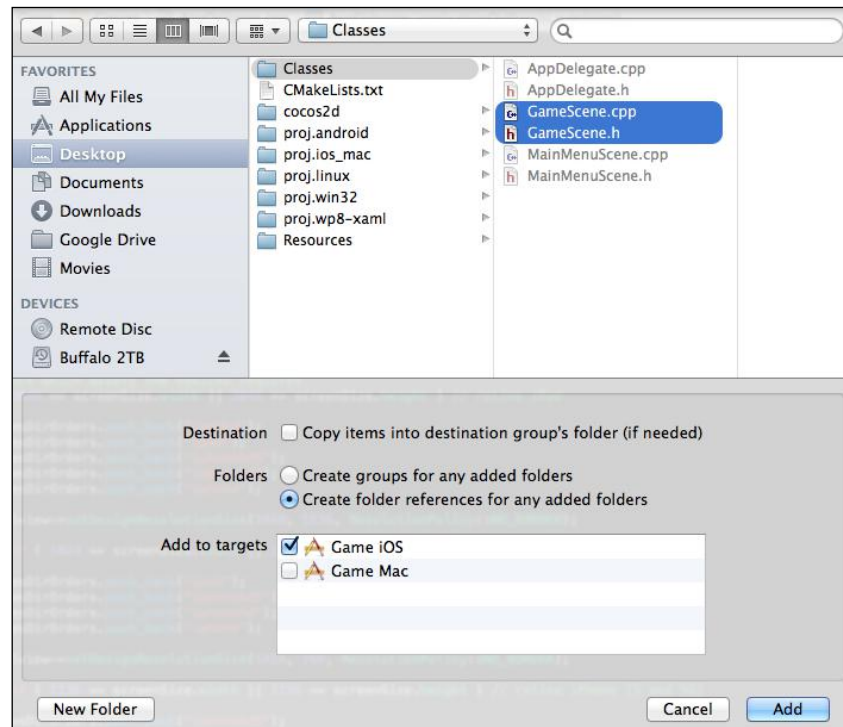 Classes
FAVORITES
All My Files
Applications
Desktop
Documents
Downloads
Google Drive
Movies
DEVICES
Remote Disc
Buffalo 2TB
Classes
CMakeLists.txt
cocos2d
proj.android
proj.ios_mac
proj.linux
proj.win32
proj.wp8-xaml
Resources
AppDelegate.cpp
AppDelegate.h
GameScene.cpp
GameScene.h
MainMenuScene.cpp
MainMenuScene.h
Destination Copy items into destination group's folder (if needed)
Folders Create groups for any added folders
Create folder references for any added folders
Add to targets Game iOS
Game Mac
New Folder Cancel Add